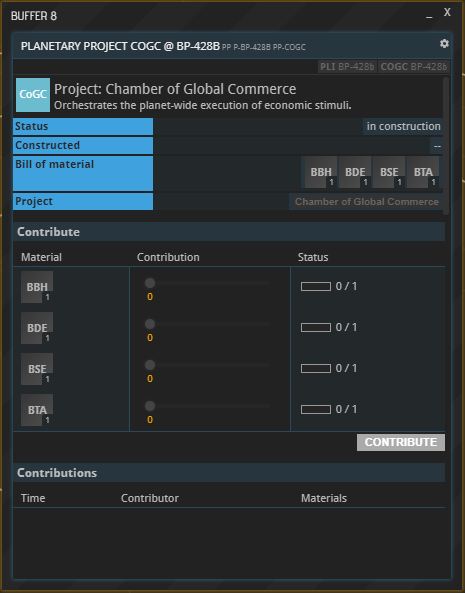 BUFFER 8
_ X
PLANETARY PROJECT COGC @ BP-428B PP P-BP-428B PP-COGC
PLI BP-428b COGC BP-428b
CoGC
Project: Chamber of Global Commerce
Orchestrates the planet-wide execution of economic stimuli.
Status in construction
Constructed --
Bill of material BBH 1 BDE 1 BSE 1 BTA 1
Project Chamber of Global Commerce
Contribute
Material Contribution Status
BBH 1 0 0 / 1
BDE 1 0 0 / 1
BSE 1 0 0 / 1
BTA 1 0 0 / 1
CONTRIBUTE
Contributions
Time Contributor Materials